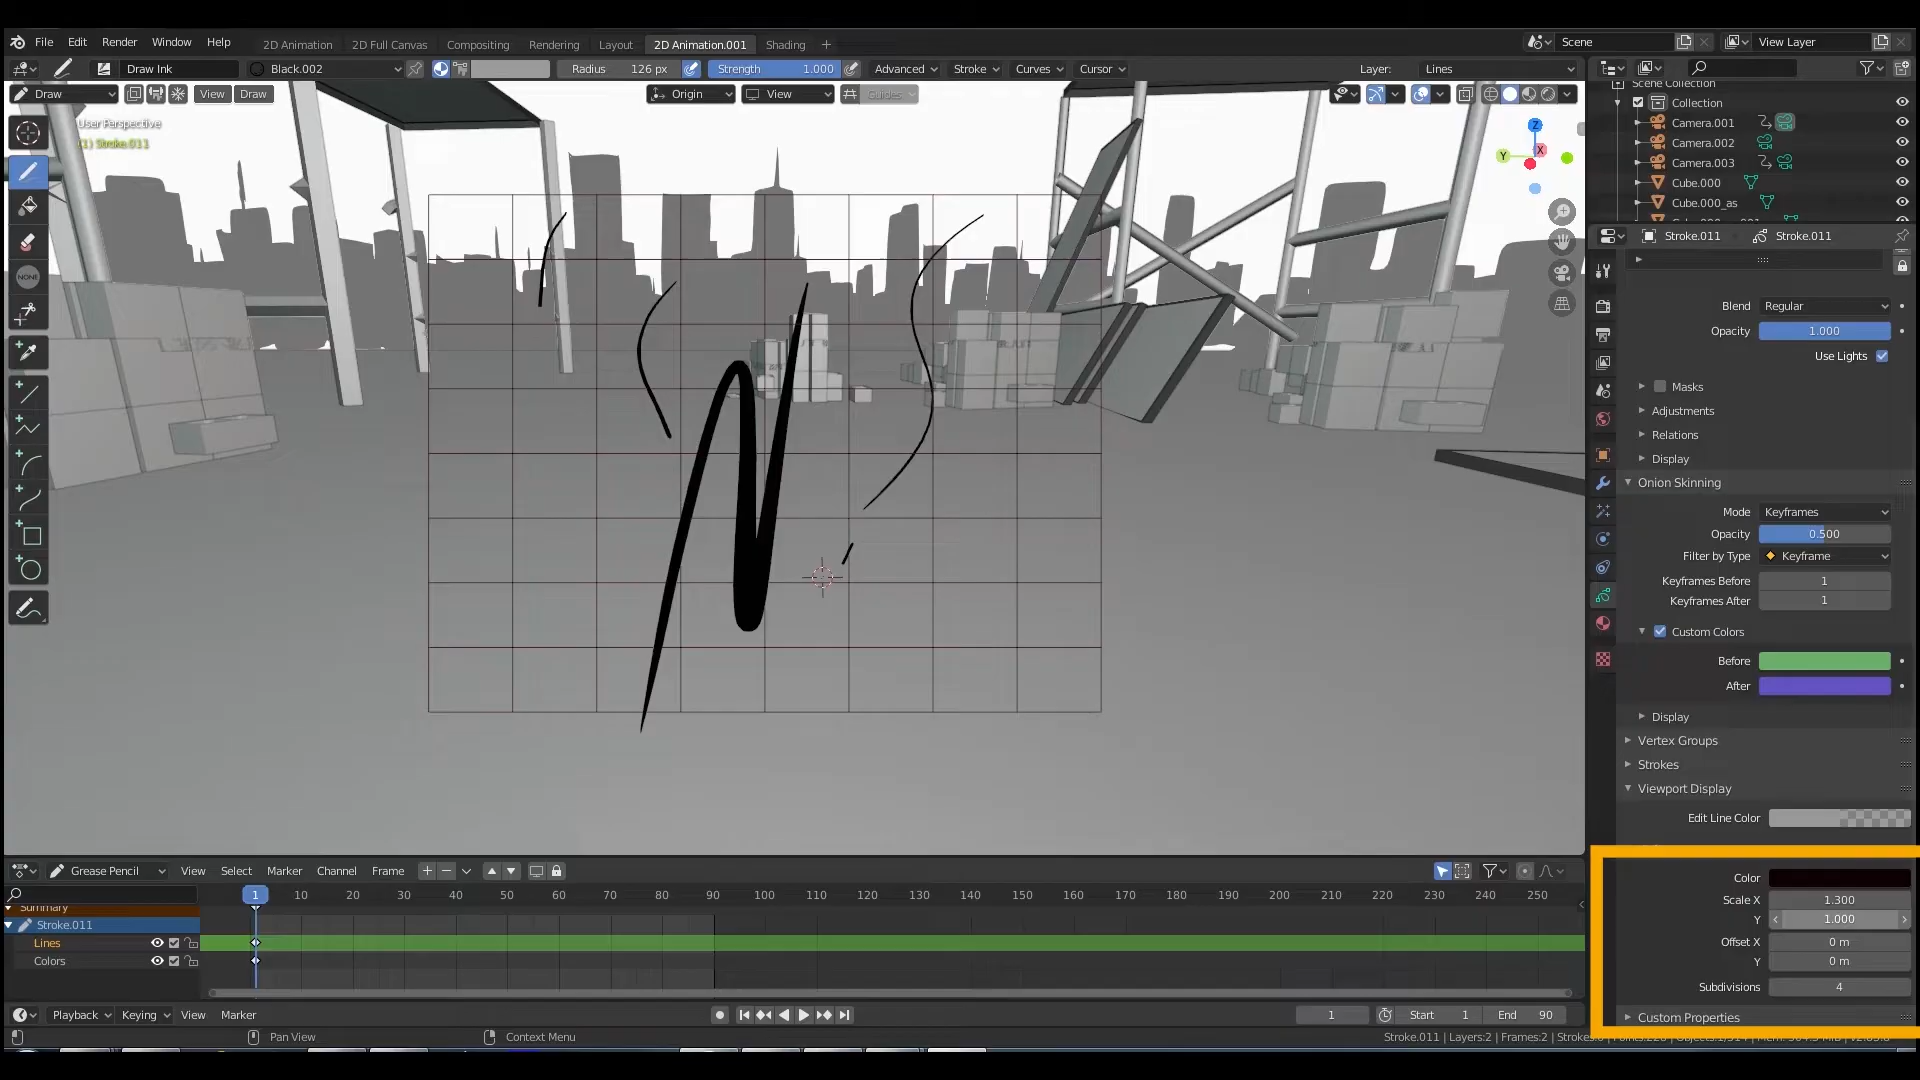 File Edit Render Window Help 2D Animation 2D Full Canvas Compositing Rendering Layout 2D Animation.001 Shading + Scene View Layer
Draw Ink Black.002 Radius 126 px Strength 1.000 Advanced Stroke Curves Cursor Layer: Lines
Draw View Draw Origin View Guides
User Perspective
(1) Stroke.011
Z
Y X
NONE
Scene Collection
Collection
Camera.001
Camera.002
Camera.003
Cube.000
Cube.000_as
Stroke.011 Stroke.011
Blend Regular
Opacity 1.000
Use Lights
Masks
Adjustments
Relations
Display
Onion Skinning
Mode Keyframes
Opacity 0.500
Filter by Type Keyframe
Keyframes Before 1
Keyframes After 1
Custom Colors
Before
After
Display
Vertex Groups
Strokes
Viewport Display
Edit Line Color
Color
Scale X 1.300
Y 1.000
Offset X 0 m
Y 0 m
Subdivisions 4
Custom Properties
Grease Pencil View Select Marker Channel Frame
1 10 20 30 40 50 60 70 80 90 100 110 120 130 140 150 160 170 180 190 200 210 220 230 240 250
Summary
Stroke.011
Lines
Colors
Playback Keying View Marker 1 Start 1 End 90
Pan View Context Menu Stroke.011 | Layers:2 | Frames:2 |